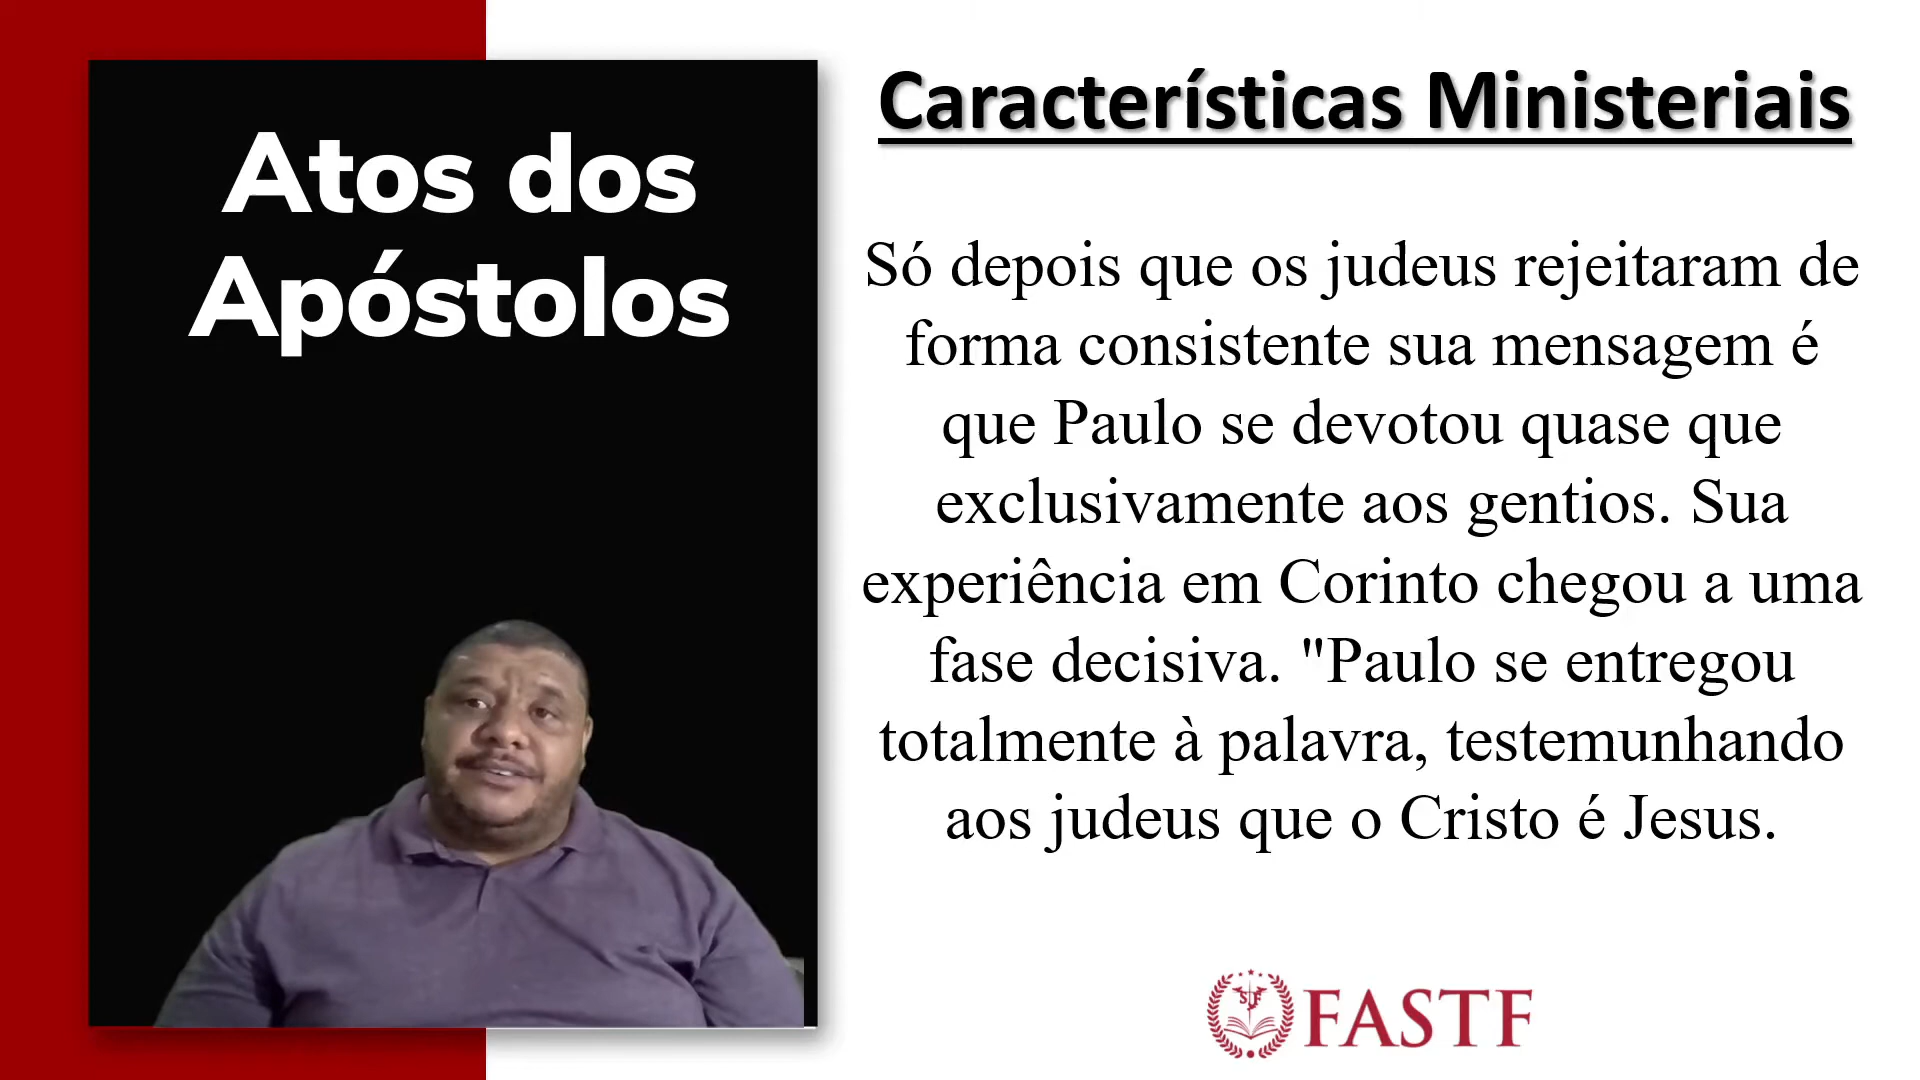 Atos dos
Apóstolos
Características Ministeriais
Só depois que os judeus rejeitaram de
forma consistente sua mensagem é
que Paulo se devotou quase que
exclusivamente aos gentios. Sua
experiência em Corinto chegou a uma
fase decisiva. "Paulo se entregou
totalmente à palavra, testemunhando
aos judeus que o Cristo é Jesus.
FASTF